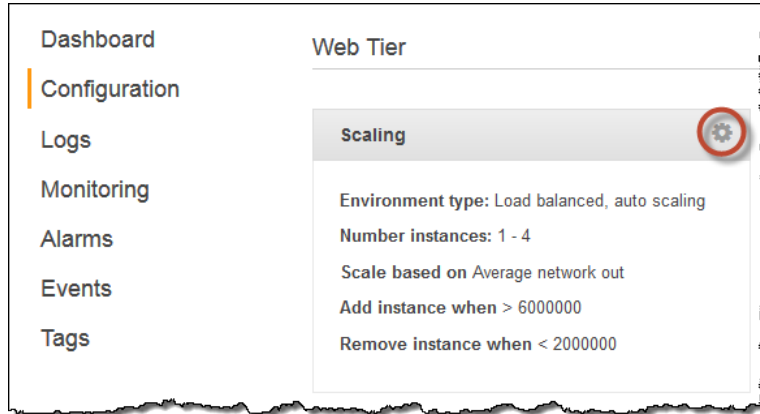 Dashboard
Configuration
Logs
Monitoring
Alarms
Events
Tags
Web Tier
Scaling
Environment type: Load balanced, auto scaling
Number instances: 1 - 4
Scale based on Average network out
Add instance when > 6000000
Remove instance when < 2000000